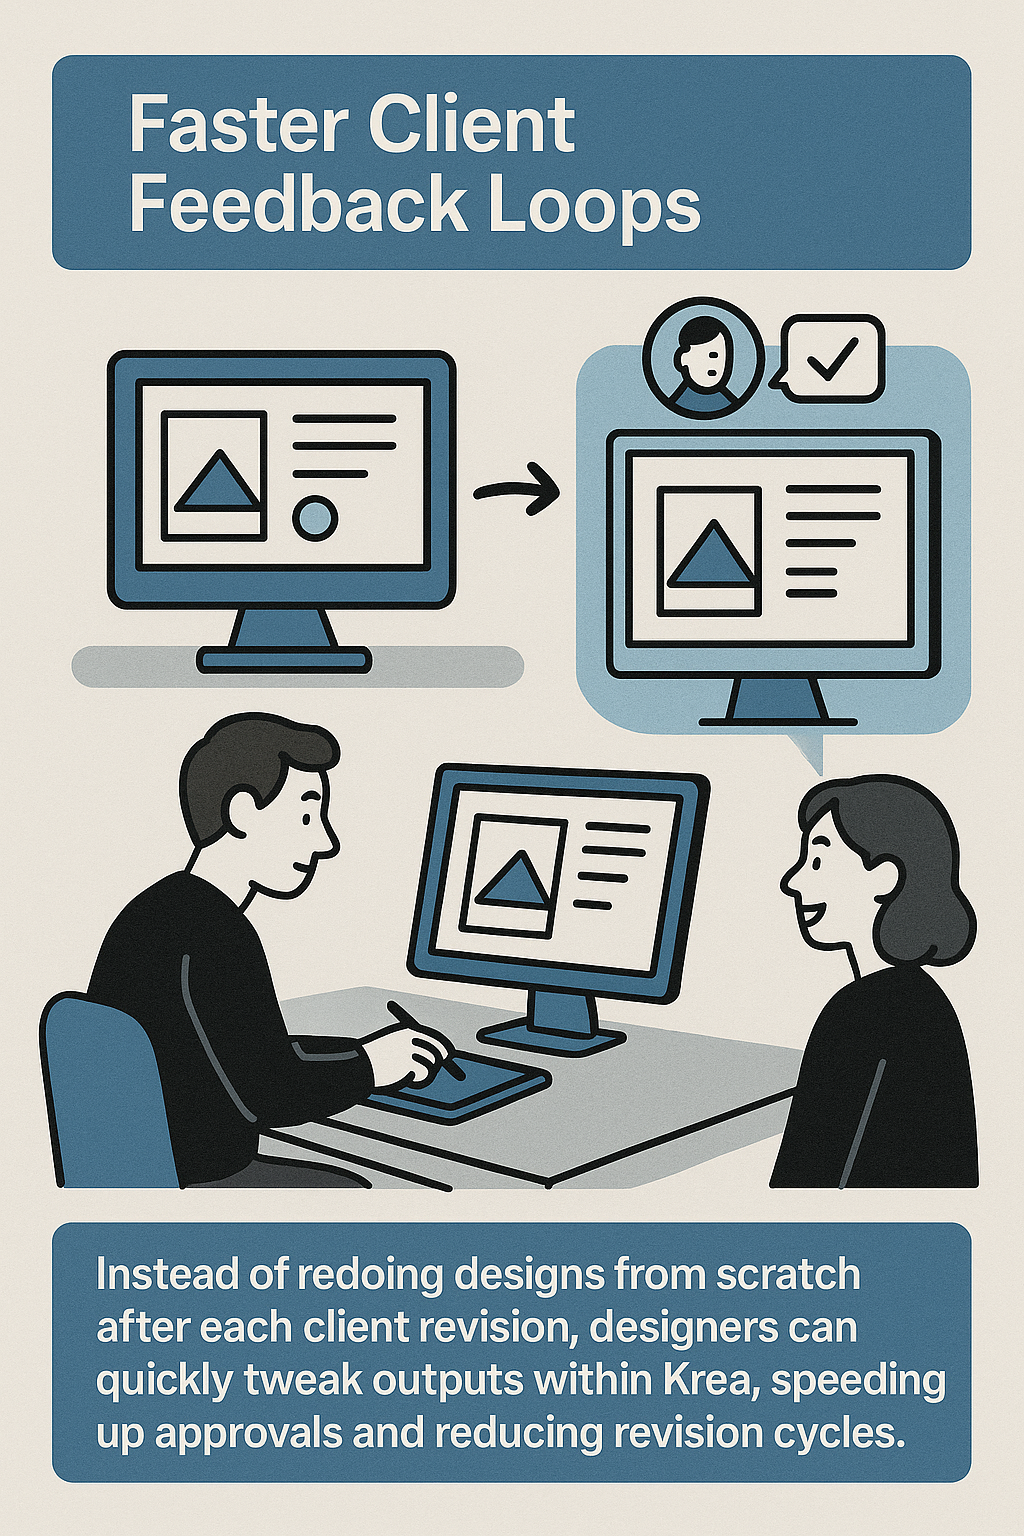 Faster Client
Feedback Loops
Instead of redoing designs from scratch
after each client revision, designers can
quickly tweak outputs within Krea, speeding
up approvals and reducing revision cycles.